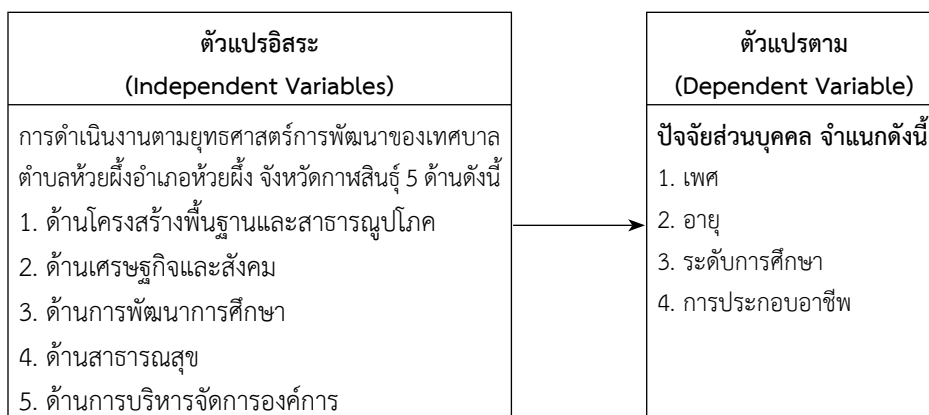 ตัวแปรอิสระ
(Independent Variables)
การดำเนินงานตามยุทธศาสตร์การพัฒนาของเทศบาล
ตำบลห้วยผึ้งอำเภอห้วยผึ้ง จังหวัดกาฬสินธุ์ 5 ด้านดังนี้
1. ด้านโครงสร้างพื้นฐานและสาธารณูปโภค
2. ด้านเศรษฐกิจและสังคม
3. ด้านการพัฒนาการศึกษา
4. ด้านสาธารณสุข
5. ด้านการบริหารจัดการองค์การ
ตัวแปรตาม
(Dependent Variable)
ปัจจัยส่วนบุคคล จำแนกดังนี้
1. เพศ
2. อายุ
3. ระดับการศึกษา
4. การประกอบอาชีพ